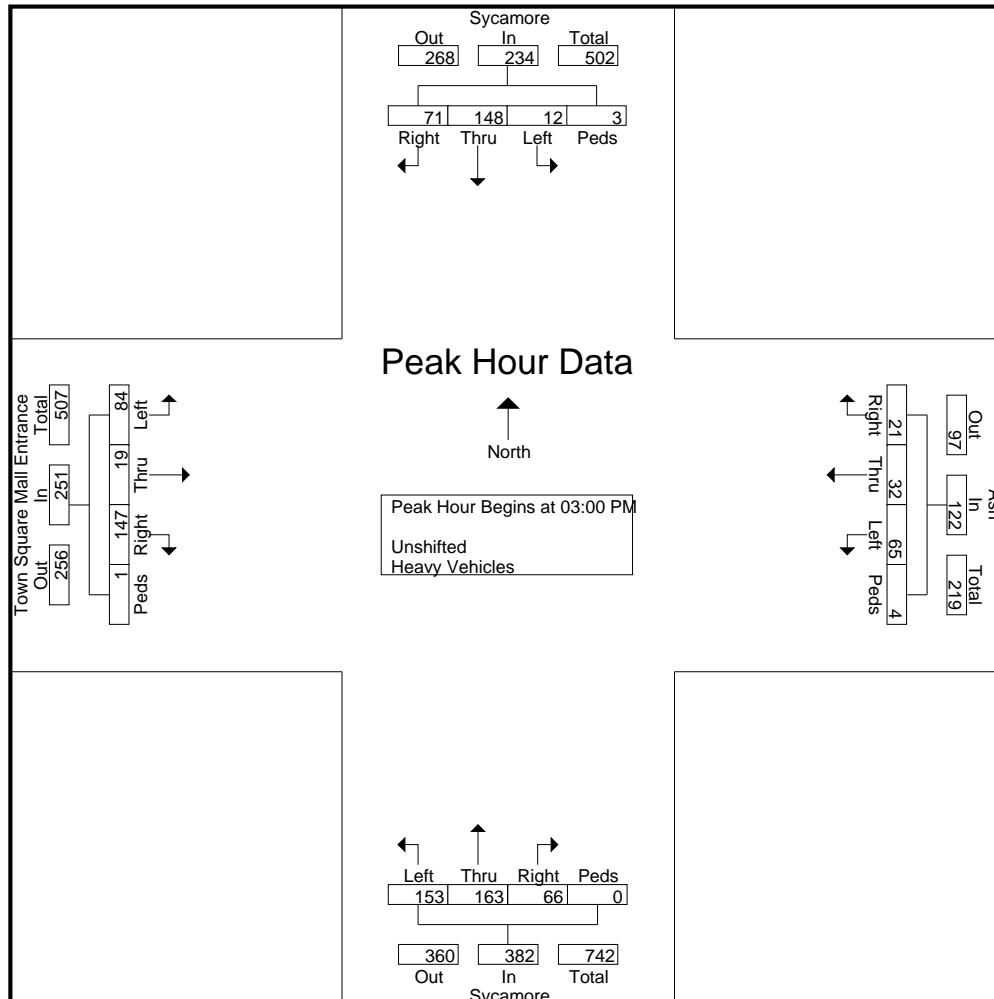 Sycamore
Out In Total
268 234 502
71 148 12 3
Right Thru Left Peds
Peak Hour Data
North
Peak Hour Begins at 03:00 PM
Unshifted
Heavy Vehicles
Town Square Mall Entrance
Out In Total
256 251 507
84 19 147 1
Left Thru Right Peds
Ash
Out In Total
97 122 219
21 32 65 4
Right Thru Left Peds
Left Thru Right Peds
153 163 66 0
360 382 742
Out In Total
Sycamore